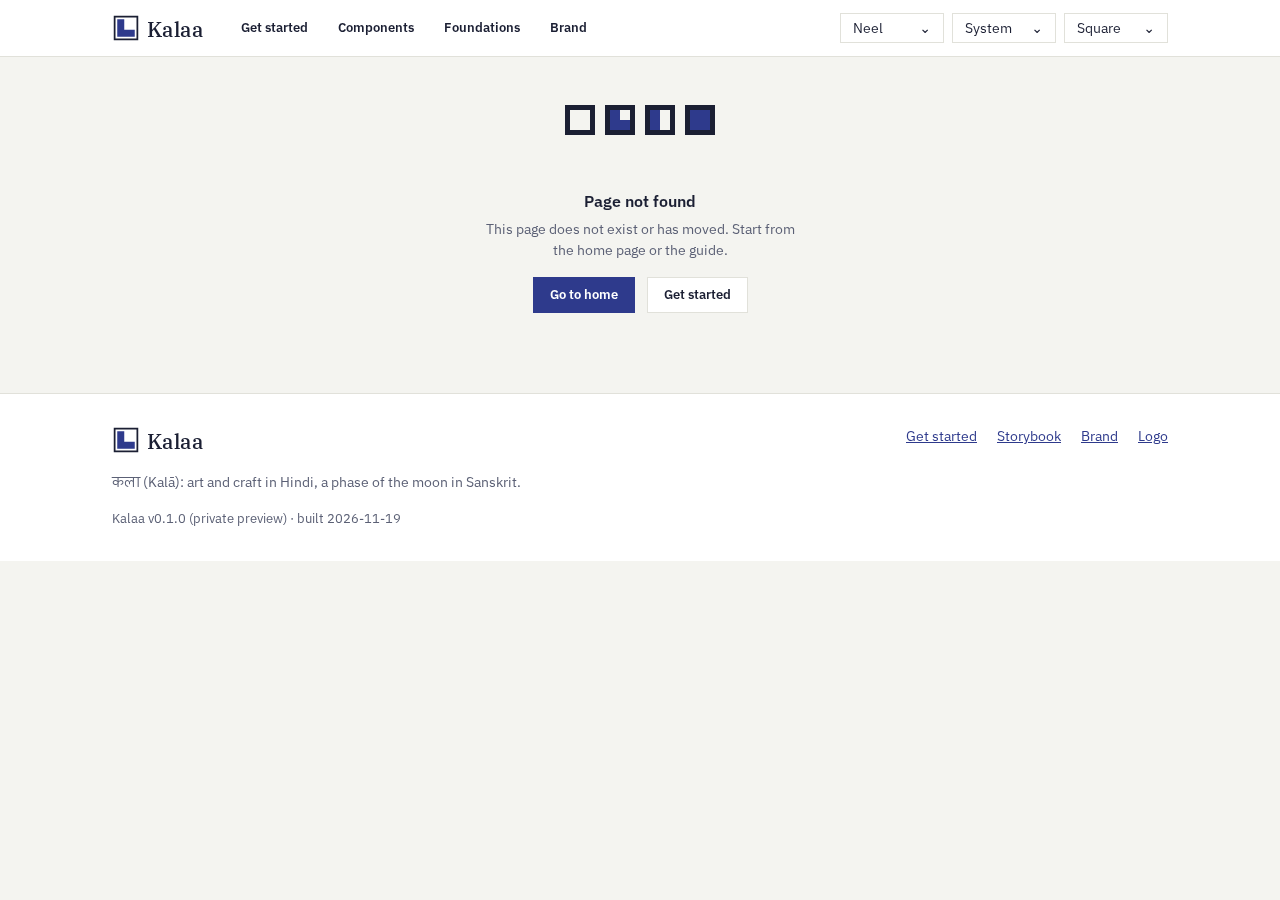 Kalaa
Get started
Components
Foundations
Brand
Neel
System
Square
Page not found
This page does not exist or has moved. Start from
the home page or the guide.
Go to home
Get started
Kalaa
Get started
Storybook
Brand
Logo
कला (Kalā): art and craft in Hindi, a phase of the moon in Sanskrit.
Kalaa v0.1.0 (private preview) · built 2026-11-19